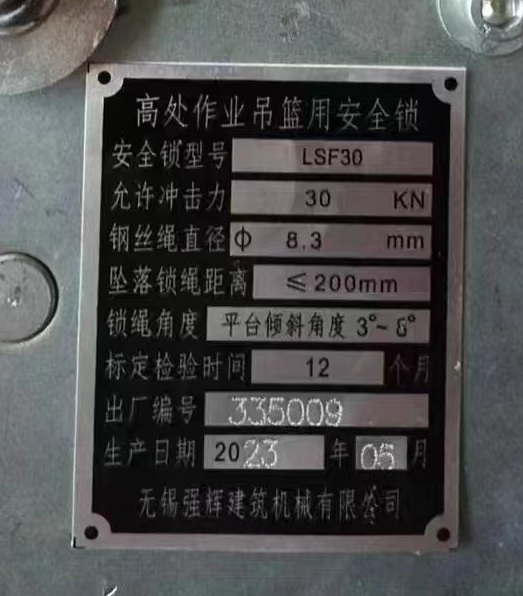 高处作业吊篮用安全锁
安全锁型号 LSF30
允许冲击力 30 KN
钢丝绳直径 Φ 8.3 mm
坠落锁绳距离 ≤200mm
锁绳角度 平台倾斜角度 3°~8°
标定检验时间 12 个月
出厂编号 335009
生产日期 2023 年 05 月
无锡强辉建筑机械有限公司